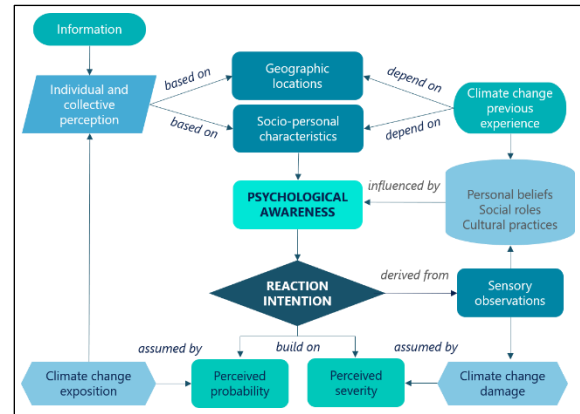 Information
Individual and
collective
perception
based on
based on
Geographic
locations
Socio-personal
characteristics
depend on
depend on
Climate change
previous
experience
PSYCHOLOGICAL
AWARENESS
influenced by
Personal beliefs
Social roles
Cultural practices
REACTION
INTENTION
derived from
Sensory
observations
assumed by
build on
assumed by
Climate change
exposition
Perceived
probability
Perceived
severity
Climate change
damage